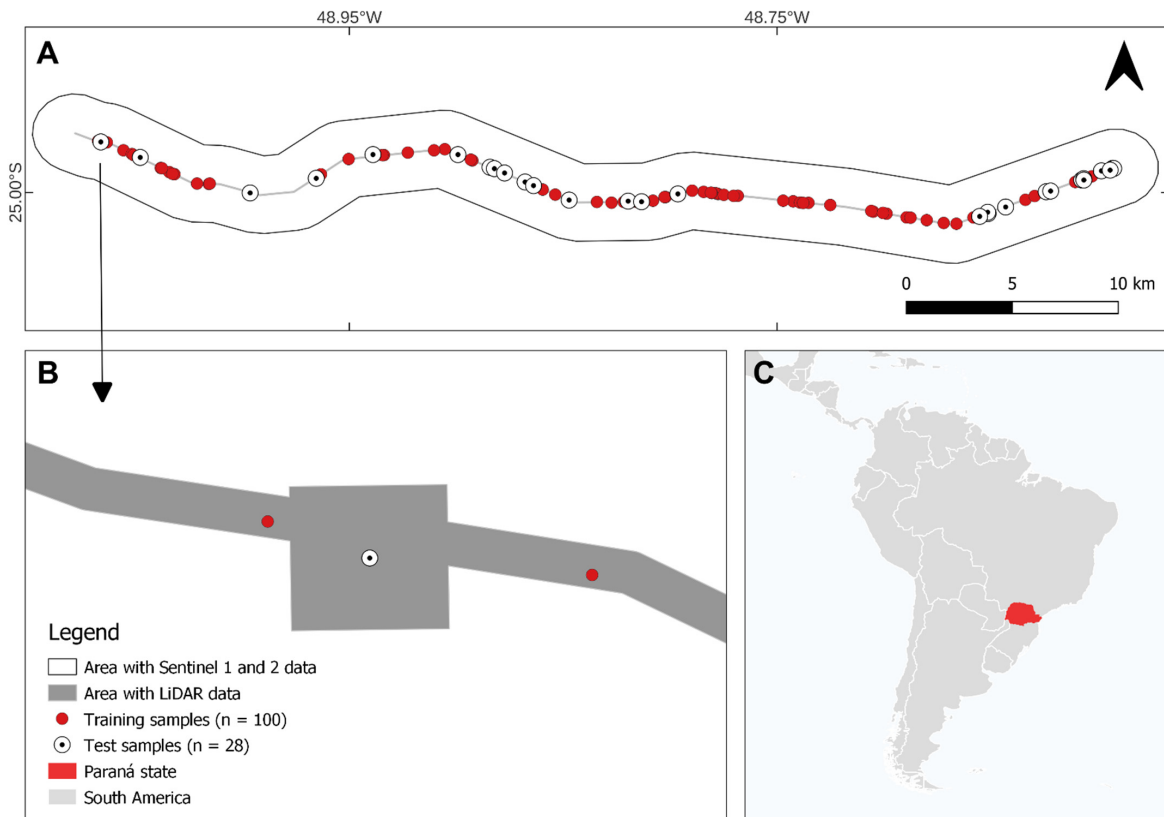 48.95°W
48.75°W
A
25.00°S
0 5 10 km
B
C
Legend
Area with Sentinel 1 and 2 data
Area with LiDAR data
Training samples (n = 100)
Test samples (n = 28)
Paraná state
South America